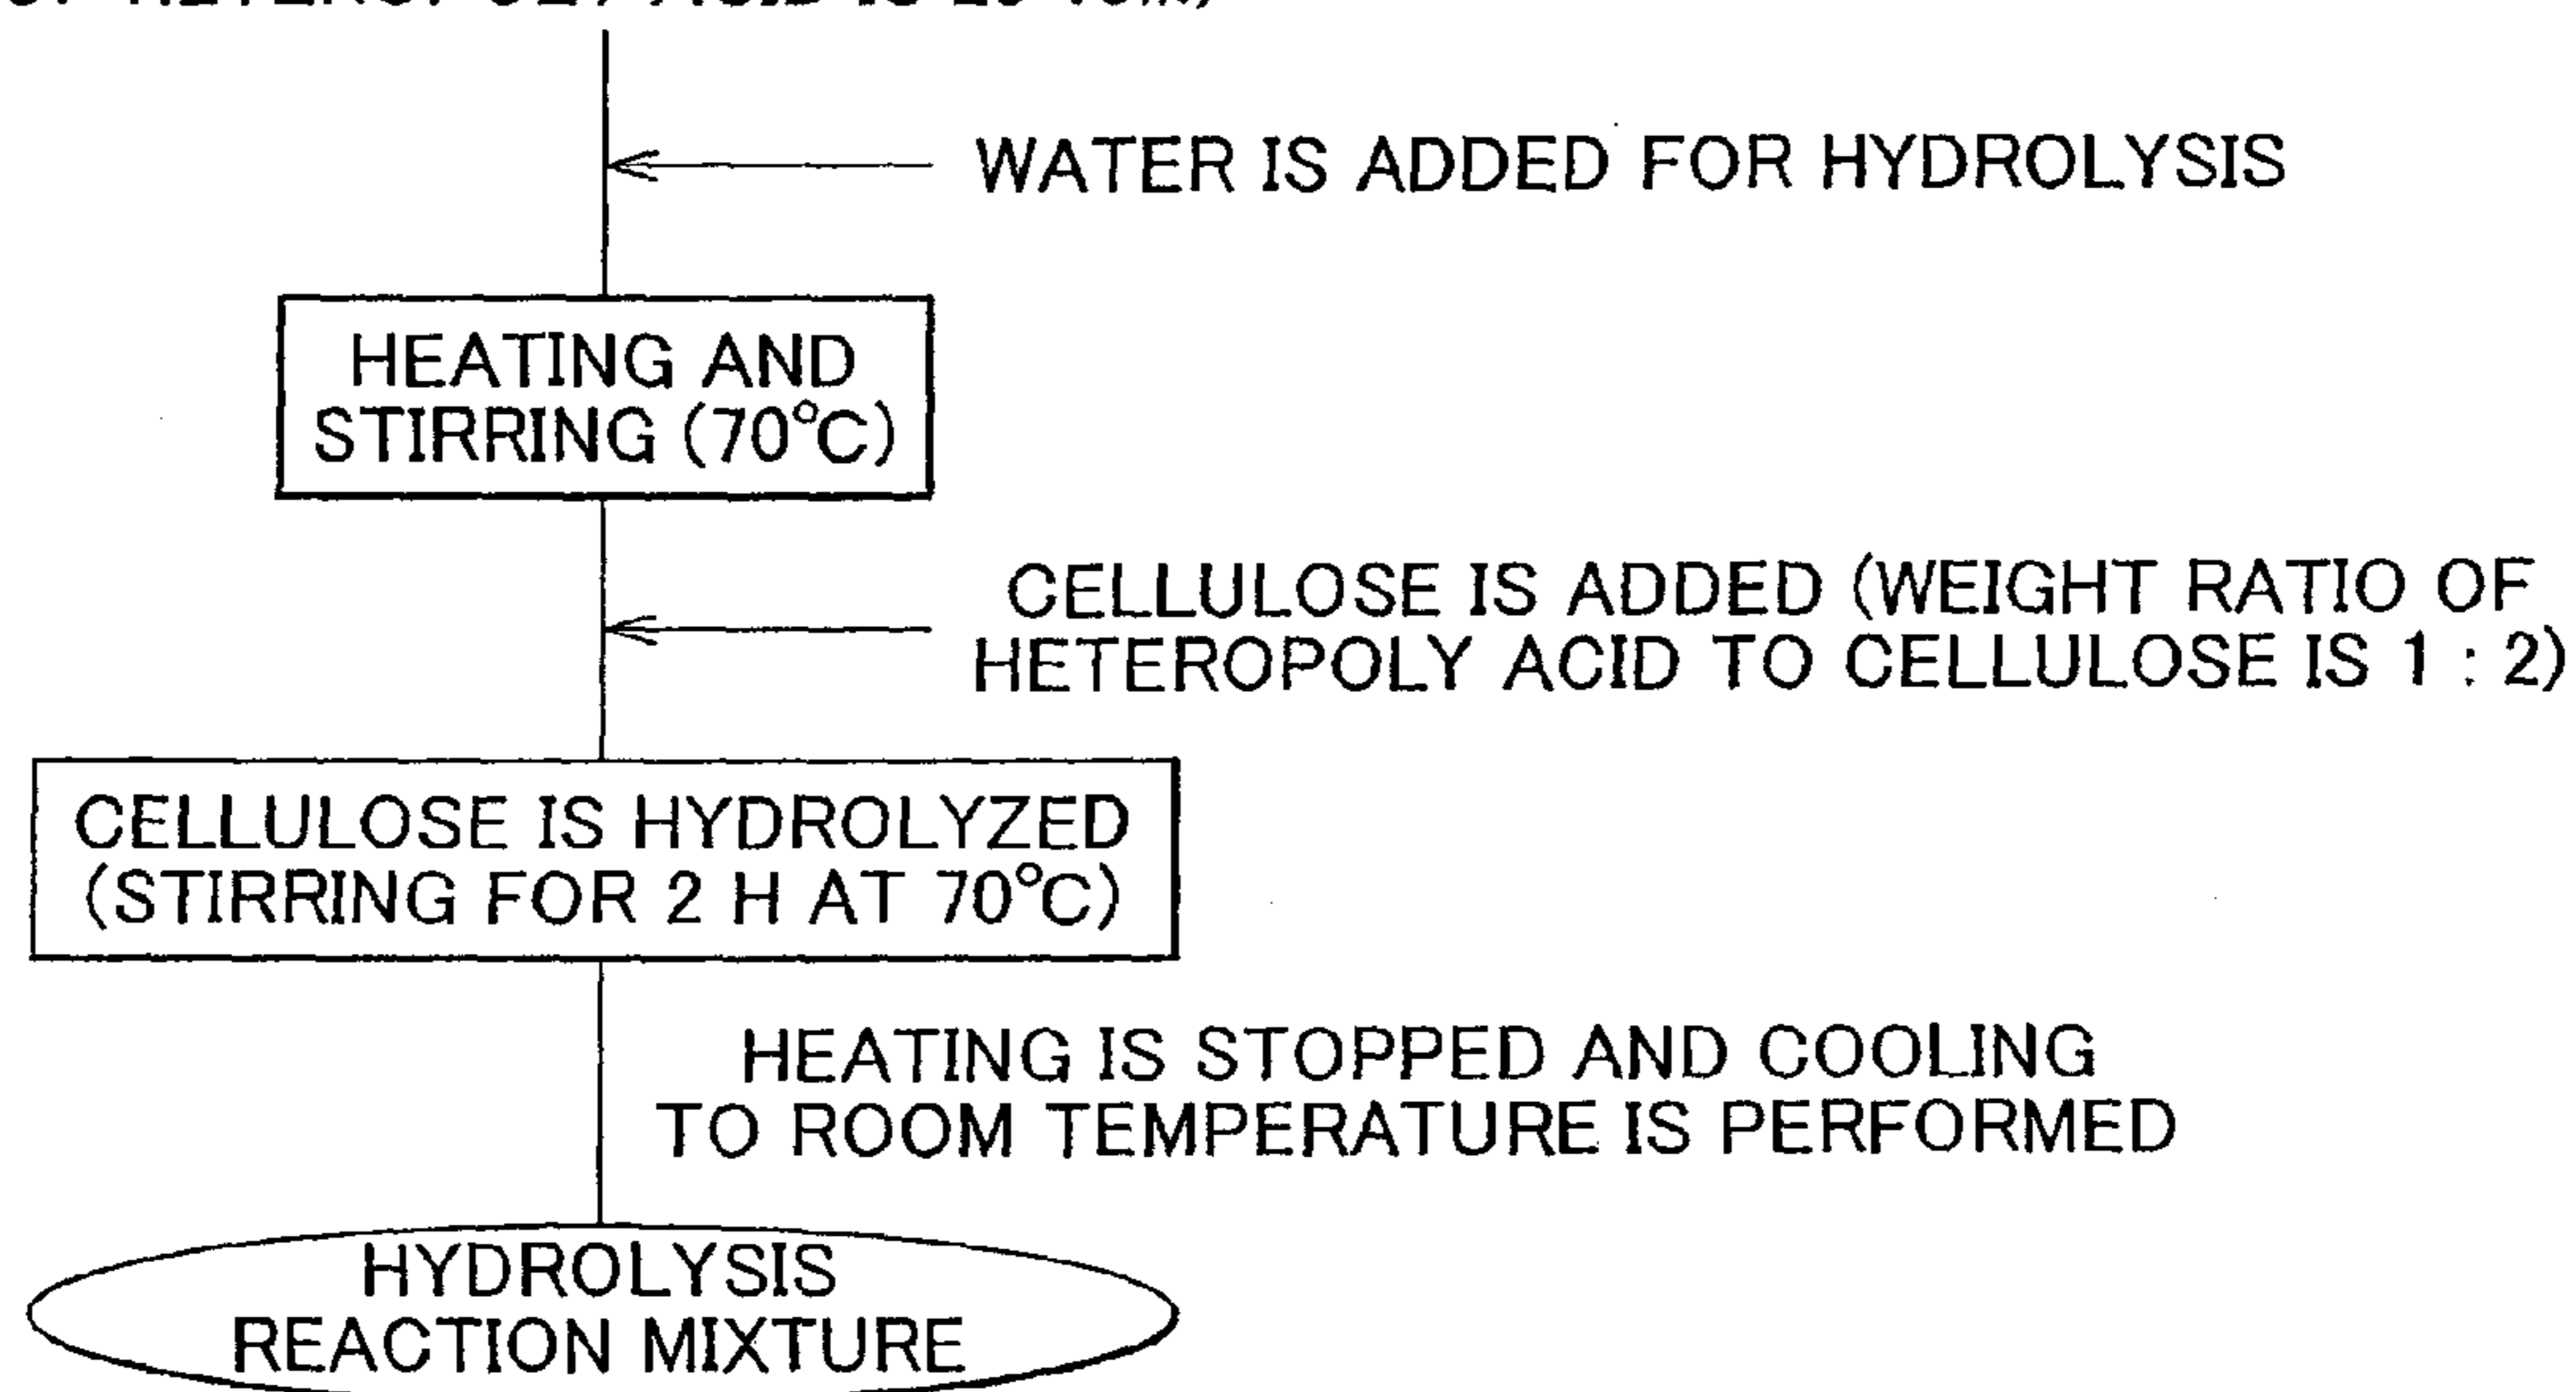 WATER IS ADDED FOR HYDROLYSIS
HEATING AND
STIRRING (70°C)
CELLULOSE IS ADDED (WEIGHT RATIO OF
HETEROPOLY ACID TO CELLULOSE IS 1 : 2)
CELLULOSE IS HYDROLYZED
(STIRRING FOR 2 H AT 70°C)
HEATING IS STOPPED AND COOLING
TO ROOM TEMPERATURE IS PERFORMED
HYDROLYSIS
REACTION MIXTURE